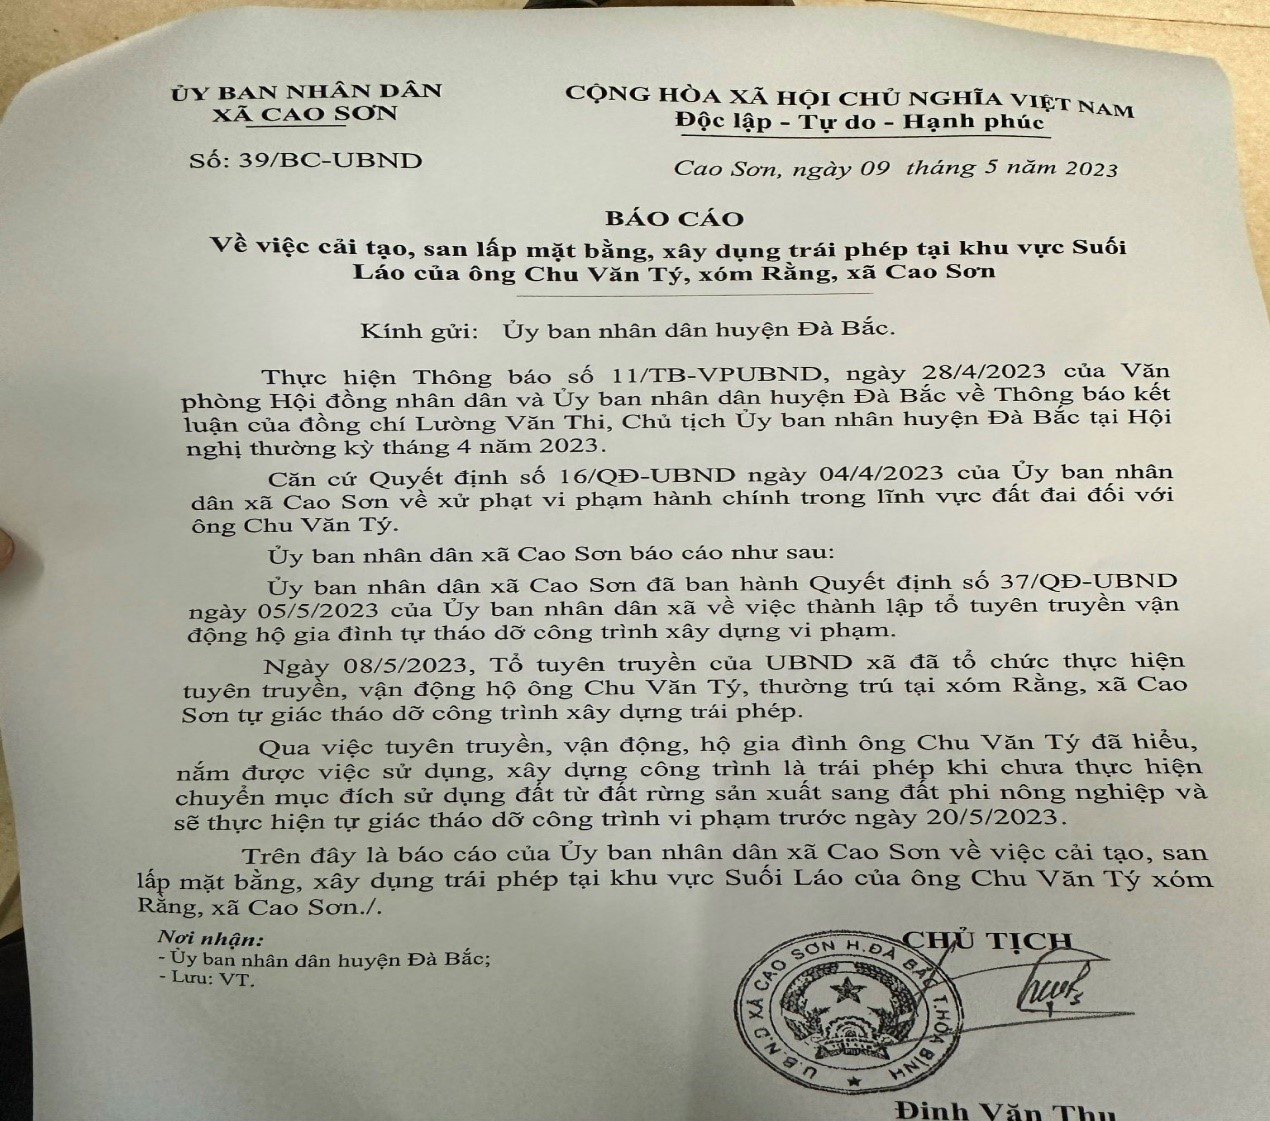 ỦY BAN NHÂN DÂN
XÃ CAO SƠN
CỘNG HÒA XÃ HỘI CHỦ NGHĨA VIỆT NAM
Độc lập - Tự do - Hạnh phúc
Số: 39/BC-UBND
Cao Sơn, ngày 09 tháng 5 năm 2023
BÁO CÁO
Về việc cải tạo, san lấp mặt bằng, xây dụng trái phép tại khu vực Suối
Láo của ông Chu Văn Tý, xóm Rằng, xã Cao Sơn
Kính gửi: Ủy ban nhân dân huyện Đà Bắc.
Thực hiện Thông báo số 11/TB-VPUBND, ngày 28/4/2023 của Văn
phòng Hội đồng nhân dân và Ủy ban nhân dân huyện Đà Bắc về Thông báo kết
luận của đồng chí Lường Văn Thi, Chủ tịch Ủy ban nhân dân huyện Đà Bắc tại Hội
nghị thường kỳ tháng 4 năm 2023.
Căn cứ Quyết định số 16/QĐ-UBND ngày 04/4/2023 của Ủy ban nhân
dân xã Cao Sơn về xử phạt vi phạm hành chính trong lĩnh vực đất đai đối với
ông Chu Văn Tý.
Ủy ban nhân dân xã Cao Sơn báo cáo như sau:
Ủy ban nhân dân xã Cao Sơn đã ban hành Quyết định số 37/QĐ-UBND
ngày 05/5/2023 của Ủy ban nhân dân xã về việc thành lập tổ tuyên truyền vận
động hộ gia đình tự tháo dỡ công trình xây dựng vi phạm.
Ngày 08/5/2023, Tổ tuyên truyền của UBND xã đã tổ chức thực hiện
tuyên truyền, vận động hộ ông Chu Văn Tý, thường trú tại xóm Rằng, xã Cao
Sơn tự giác tháo dỡ công trình xây dựng trái phép.
Qua việc tuyên truyền, vận động, hộ gia đình ông Chu Văn Tý đã hiểu,
nắm được việc sử dụng, xây dựng công trình là trái phép khi chưa thực hiện
chuyển mục đích sử dụng đất từ đất rừng sản xuất sang đất phi nông nghiệp và
sẽ thực hiện tự giác tháo dỡ công trình vi phạm trước ngày 20/5/2023.
Trên đây là báo cáo của Ủy ban nhân dân xã Cao Sơn về việc cải tạo, san
lấp mặt bằng, xây dụng trái phép tại khu vực Suối Láo của ông Chu Văn Tý xóm
Rằng, xã Cao Sơn./.
Nơi nhận:
- Ủy ban nhân dân huyện Đà Bắc;
- Lưu: VT.
CHỦ TỊCH
U.B.N.D XÃ CAO SƠN H.ĐÀ BẮC T.HÒA BÌNH
Đinh Văn Thu